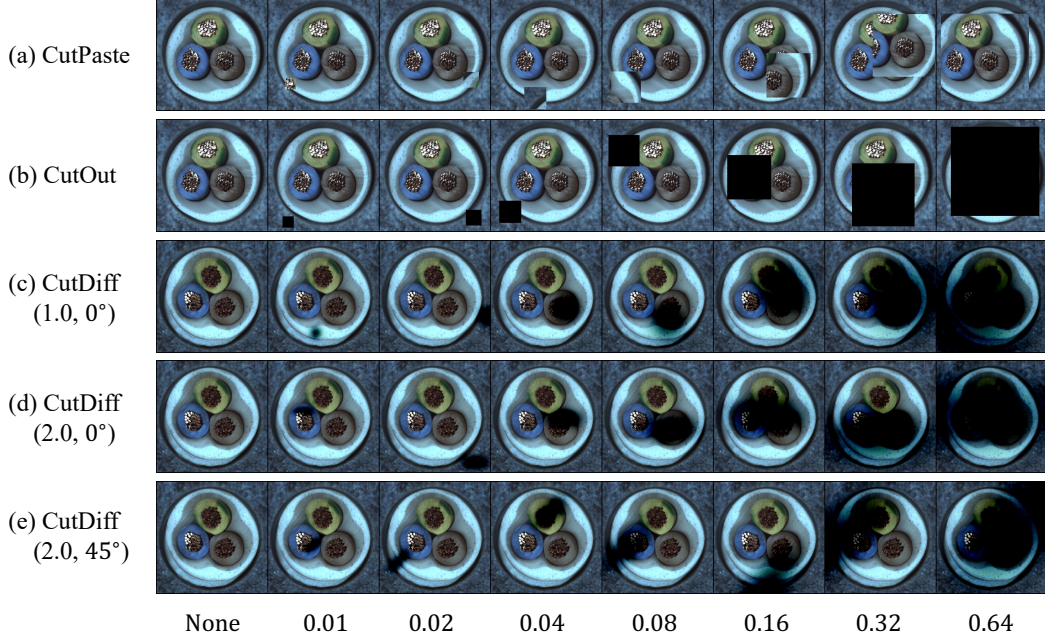 (a) CutPaste
(b) CutOut
(c) CutDiff
(1.0, 0°)
(d) CutDiff
(2.0, 0°)
(e) CutDiff
(2.0, 45°)
None 0.01 0.02 0.04 0.08 0.16 0.32 0.64